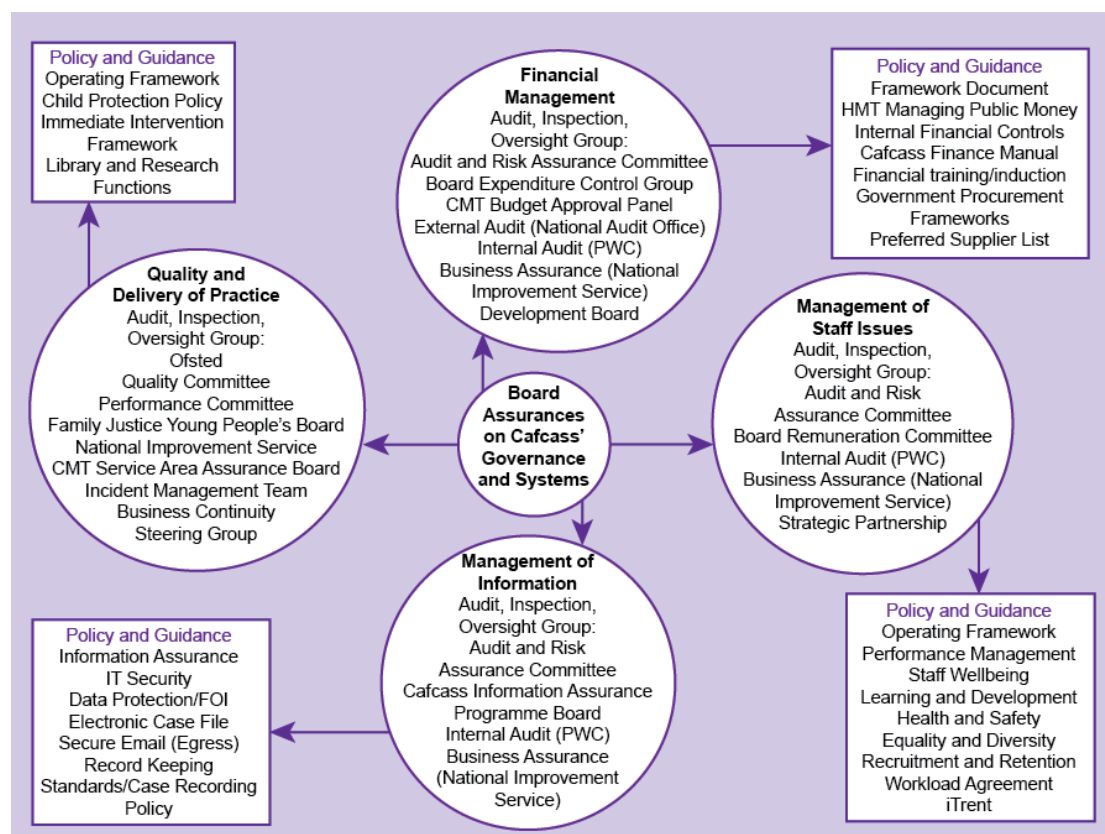 Policy and Guidance
Operating Framework
Child Protection Policy
Immediate Intervention
Framework
Library and Research
Functions
Financial
Management
Audit, Inspection,
Oversight Group:
Audit and Risk Assurance Committee
Board Expenditure Control Group
CMT Budget Approval Panel
External Audit (National Audit Office)
Internal Audit (PWC)
Business Assurance (National
Improvement Service)
Development Board
Policy and Guidance
Framework Document
HMT Managing Public Money
Internal Financial Controls
Cafcass Finance Manual
Financial training/induction
Government Procurement
Frameworks
Preferred Supplier List
Quality and
Delivery of Practice
Audit, Inspection,
Oversight Group:
Ofsted
Quality Committee
Performance Committee
Family Justice Young People's Board
National Improvement Service
CMT Service Area Assurance Board
Incident Management Team
Business Continuity
Steering Group
Board
Assurances
on Cafcass'
Governance
and Systems
Management of
Staff Issues
Audit, Inspection,
Oversight Group:
Audit and Risk
Assurance Committee
Board Remuneration Committee
Internal Audit (PWC)
Business Assurance (National
Improvement Service)
Strategic Partnership
Management of
Information
Audit, Inspection,
Oversight Group:
Audit and Risk
Assurance Committee
Cafcass Information Assurance
Programme Board
Internal Audit (PWC)
Business Assurance
(National Improvement
Service)
Policy and Guidance
Information Assurance
IT Security
Data Protection/FOI
Electronic Case File
Secure Email (Egress)
Record Keeping
Standards/Case Recording
Policy
Policy and Guidance
Operating Framework
Performance Management
Staff Wellbeing
Learning and Development
Health and Safety
Equality and Diversity
Recruitment and Retention
Workload Agreement
iTrent